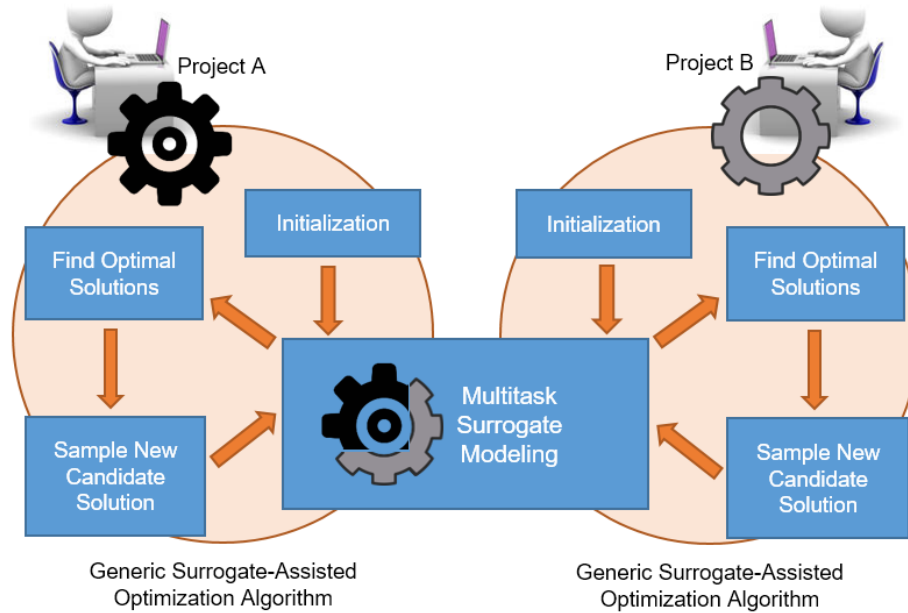 Project A
Project B
Initialization
Find Optimal
Solutions
Sample New
Candidate
Solution
Initialization
Find Optimal
Solutions
Sample New
Candidate
Solution
Multitask
Surrogate
Modeling
Generic Surrogate-Assisted
Optimization Algorithm
Generic Surrogate-Assisted
Optimization Algorithm